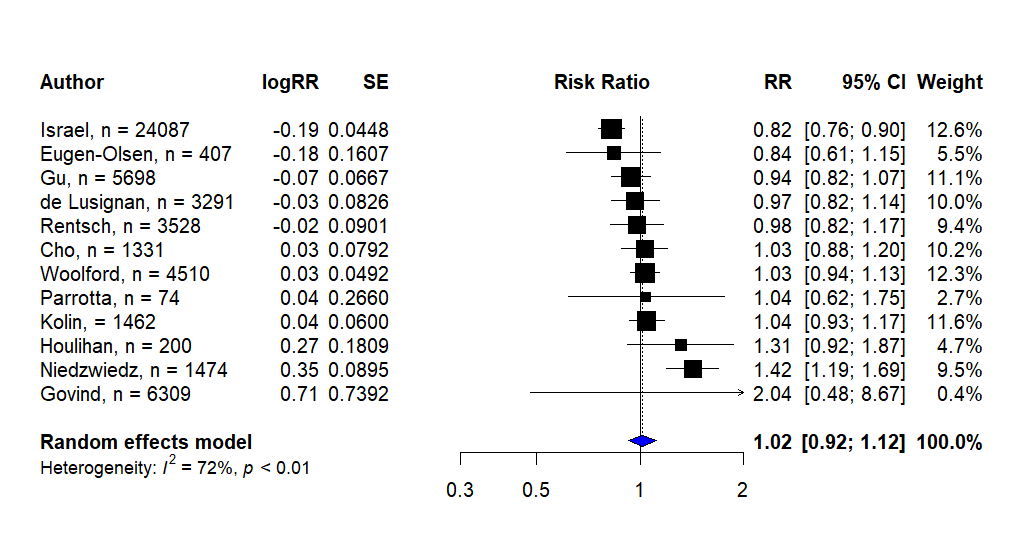 Author logRR SE Risk Ratio RR 95% CI Weight
Israel, n = 24087 -0.19 0.0448 0.82 [0.76; 0.90] 12.6%
Eugen-Olsen, n = 407 -0.18 0.1607 0.84 [0.61; 1.15] 5.5%
Gu, n = 5698 -0.07 0.0667 0.94 [0.82; 1.07] 11.1%
de Lusignan, n = 3291 -0.03 0.0826 0.97 [0.82; 1.14] 10.0%
Rentsch, n = 3528 -0.02 0.0901 0.98 [0.82; 1.17] 9.4%
Cho, n = 1331 0.03 0.0792 1.03 [0.88; 1.20] 10.2%
Woolford, n = 4510 0.03 0.0492 1.03 [0.94; 1.13] 12.3%
Parrotta, n = 74 0.04 0.2660 1.04 [0.62; 1.75] 2.7%
Kolin, = 1462 0.04 0.0600 1.04 [0.93; 1.17] 11.6%
Houlihan, n = 200 0.27 0.1809 1.31 [0.92; 1.87] 4.7%
Niedzwiedz, n = 1474 0.35 0.0895 1.42 [1.19; 1.69] 9.5%
Govind, n = 6309 0.71 0.7392 2.04 [0.48; 8.67] 0.4%
Random effects model 1.02 [0.92; 1.12] 100.0%
Heterogeneity: I² = 72%, p < 0.01
0.3 0.5 1 2